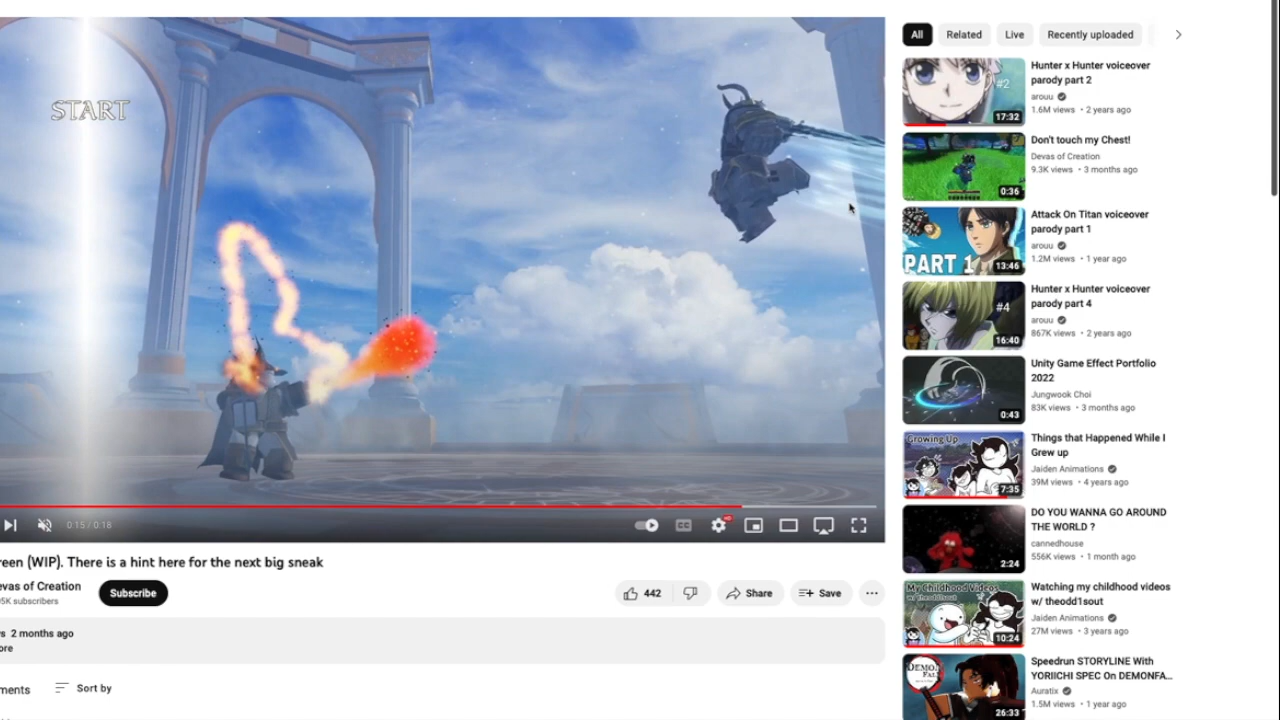 START
0:15 / 0:18
CC
HD
reen (WIP). There is a hint here for the next big sneak
evas of Creation
5K subscribers
Subscribe
442
Share
Save
s 2 months ago
ore
ments
Sort by
All
Related
Live
Recently uploaded
#2
17:32
Hunter x Hunter voiceover
parody part 2
arouu
1.6M views • 2 years ago
0:36
Don't touch my Chest!
Devas of Creation
9.3K views • 3 months ago
PART 1
13:46
Attack On Titan voiceover
parody part 1
arouu
1.2M views • 1 year ago
#4
16:40
Hunter x Hunter voiceover
parody part 4
arouu
867K views • 2 years ago
0:43
Unity Game Effect Portfolio
2022
Jungwook Choi
83K views • 3 months ago
Growing Up
7:35
Things that Happened While I
Grew up
Jaiden Animations
39M views • 4 years ago
2:24
DO YOU WANNA GO AROUND
THE WORLD ?
cannedhouse
556K views • 1 month ago
My Childhood Videos
w/ theodd1sout
10:24
Watching my childhood videos
w/ theodd1sout
Jaiden Animations
27M views • 3 years ago
26:33
Speedrun STORYLINE With
YORIICHI SPEC On DEMONFA...
Auratix
1.5M views • 1 year ago